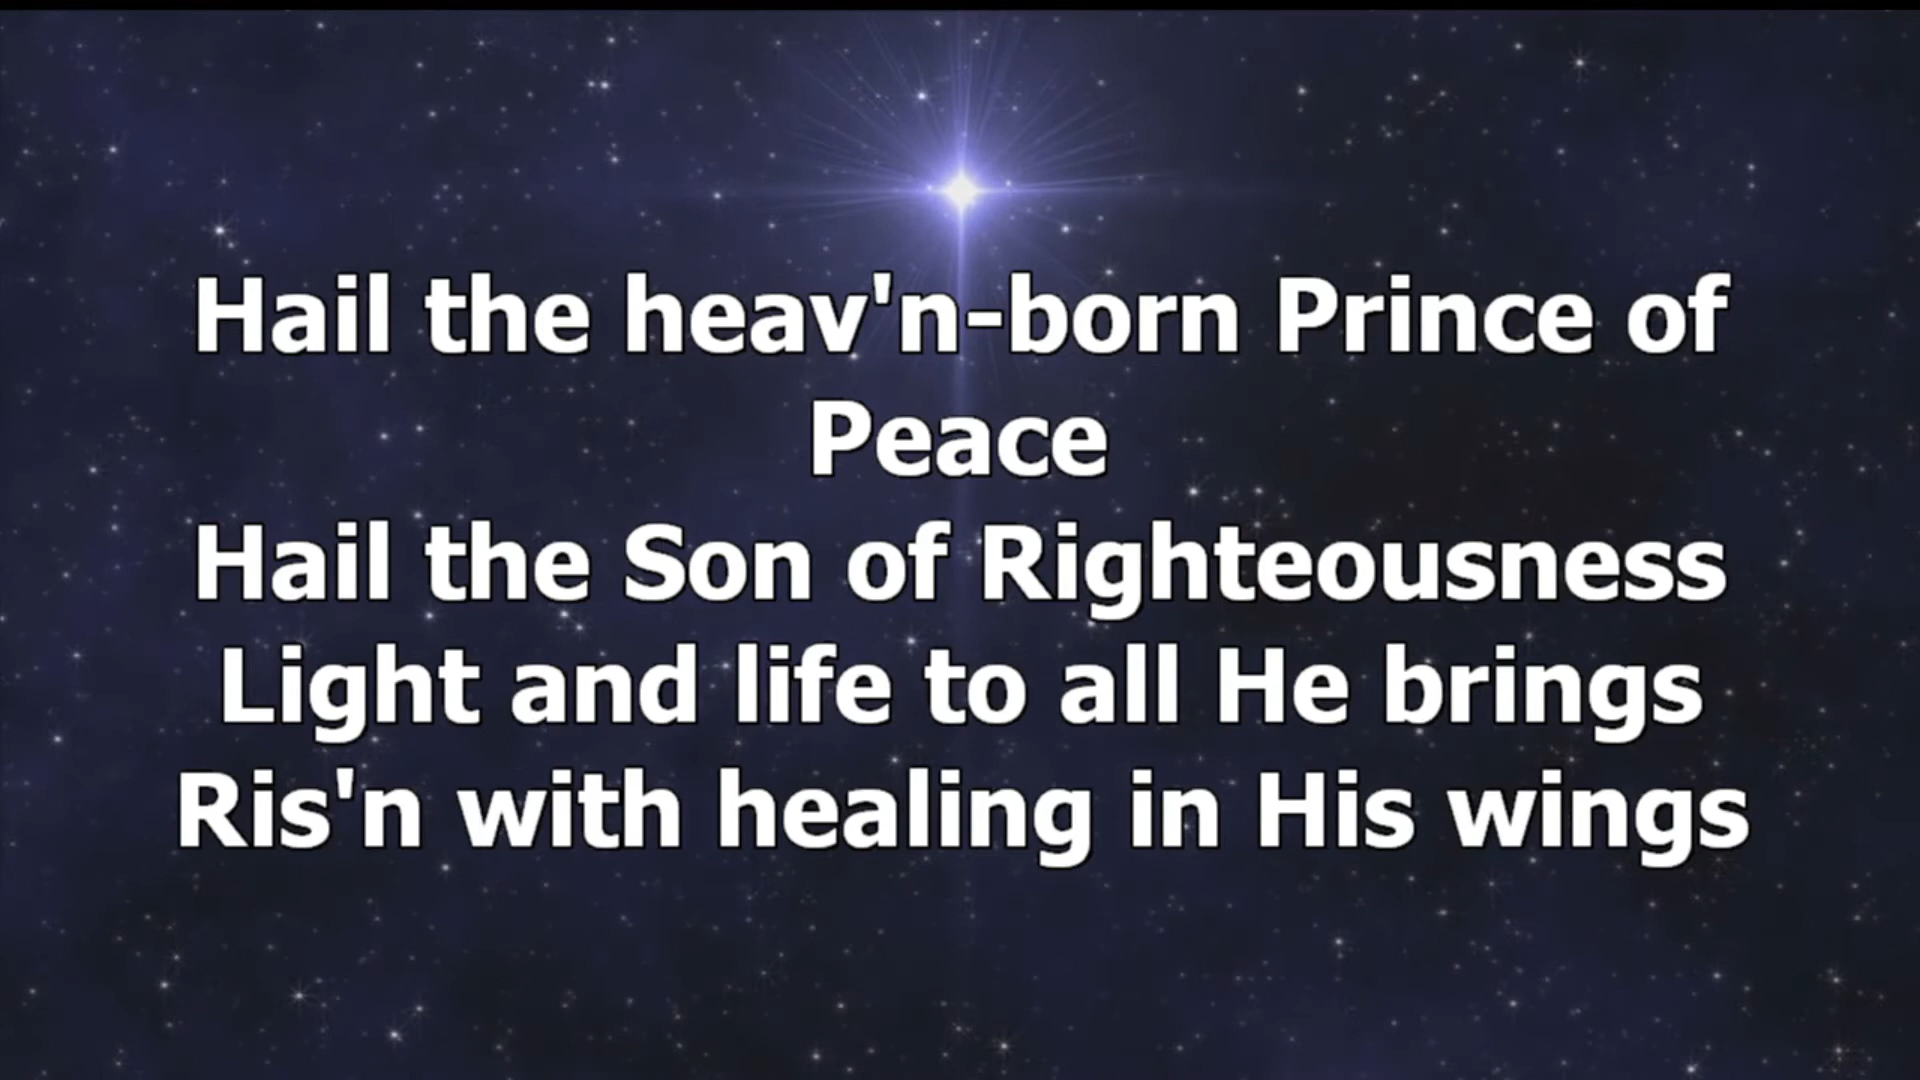 Hail the heav'n-born Prince of
Peace
Hail the Son of Righteousness
Light and life to all He brings
Ris'n with healing in His wings